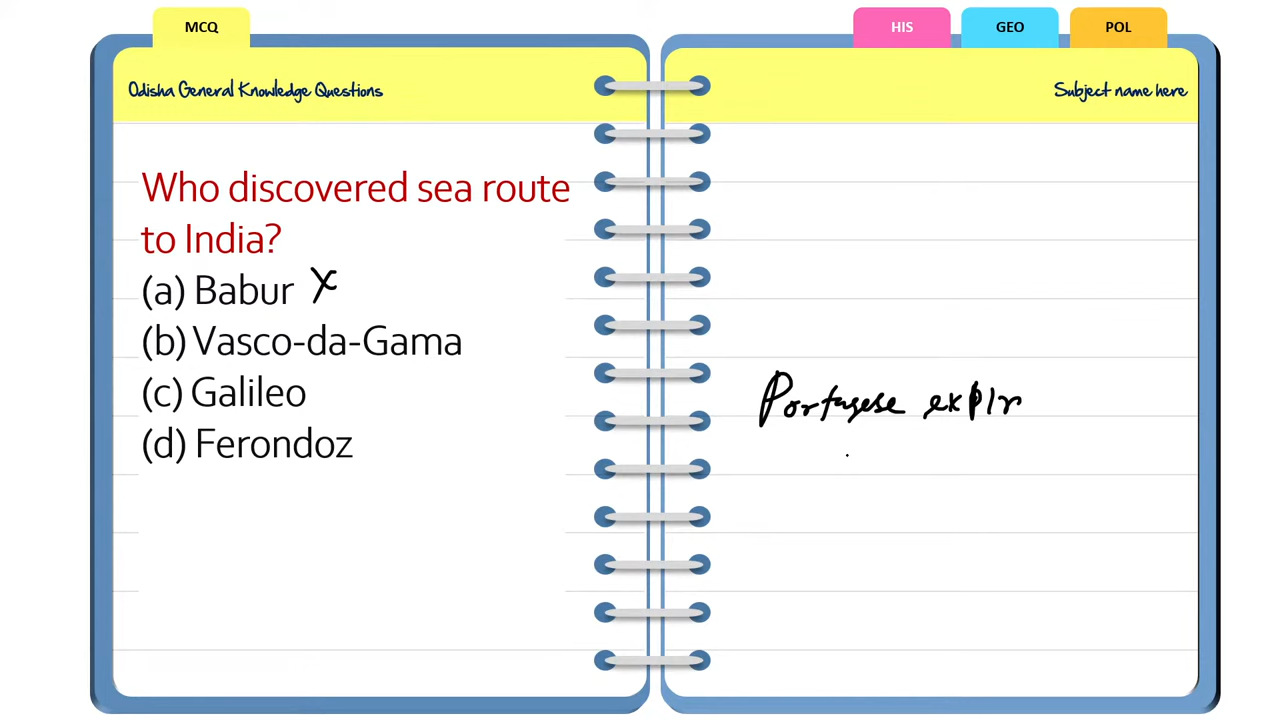 MCQ
HIS GEO POL
Odisha General Knowledge Questions
Subject name here
Who discovered sea route
to India?
(a) Babur X
(b) Vasco-da-Gama
(c) Galileo
(d) Ferondoz
Portugese explr